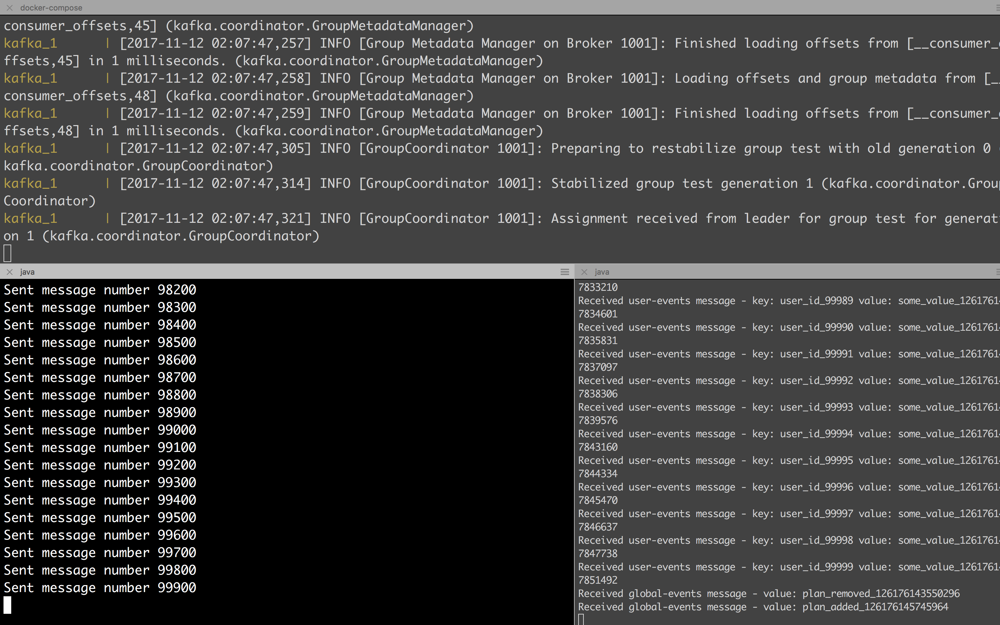 docker-compose
consumer_offsets,45] (kafka.coordinator.GroupMetadataManager)
kafka_1 | [2017-11-12 02:07:47,257] INFO [Group Metadata Manager on Broker 1001]: Finished loading offsets from [__consumer_o
ffsets,45] in 1 milliseconds. (kafka.coordinator.GroupMetadataManager)
kafka_1 | [2017-11-12 02:07:47,258] INFO [Group Metadata Manager on Broker 1001]: Loading offsets and group metadata from [__
consumer_offsets,48] (kafka.coordinator.GroupMetadataManager)
kafka_1 | [2017-11-12 02:07:47,259] INFO [Group Metadata Manager on Broker 1001]: Finished loading offsets from [__consumer_o
ffsets,48] in 1 milliseconds. (kafka.coordinator.GroupMetadataManager)
kafka_1 | [2017-11-12 02:07:47,305] INFO [GroupCoordinator 1001]: Preparing to restabilize group test with old generation 0 (
kafka.coordinator.GroupCoordinator)
kafka_1 | [2017-11-12 02:07:47,314] INFO [GroupCoordinator 1001]: Stabilized group test generation 1 (kafka.coordinator.Group
Coordinator)
kafka_1 | [2017-11-12 02:07:47,321] INFO [GroupCoordinator 1001]: Assignment received from leader for group test for generati
on 1 (kafka.coordinator.GroupCoordinator)
java
Sent message number 98200
Sent message number 98300
Sent message number 98400
Sent message number 98500
Sent message number 98600
Sent message number 98700
Sent message number 98800
Sent message number 98900
Sent message number 99000
Sent message number 99100
Sent message number 99200
Sent message number 99300
Sent message number 99400
Sent message number 99500
Sent message number 99600
Sent message number 99700
Sent message number 99800
Sent message number 99900
java
7833210
Received user-events message - key: user_id_99989 value: some_value_12617614
7834601
Received user-events message - key: user_id_99990 value: some_value_12617614
7835831
Received user-events message - key: user_id_99991 value: some_value_12617614
7837097
Received user-events message - key: user_id_99992 value: some_value_12617614
7838306
Received user-events message - key: user_id_99993 value: some_value_12617614
7839576
Received user-events message - key: user_id_99994 value: some_value_12617614
7843160
Received user-events message - key: user_id_99995 value: some_value_12617614
7844334
Received user-events message - key: user_id_99996 value: some_value_12617614
7845470
Received user-events message - key: user_id_99997 value: some_value_12617614
7846637
Received user-events message - key: user_id_99998 value: some_value_12617614
7847738
Received user-events message - key: user_id_99999 value: some_value_12617614
7851492
Received global-events message - value: plan_removed_126176143550296
Received global-events message - value: plan_added_126176145745964